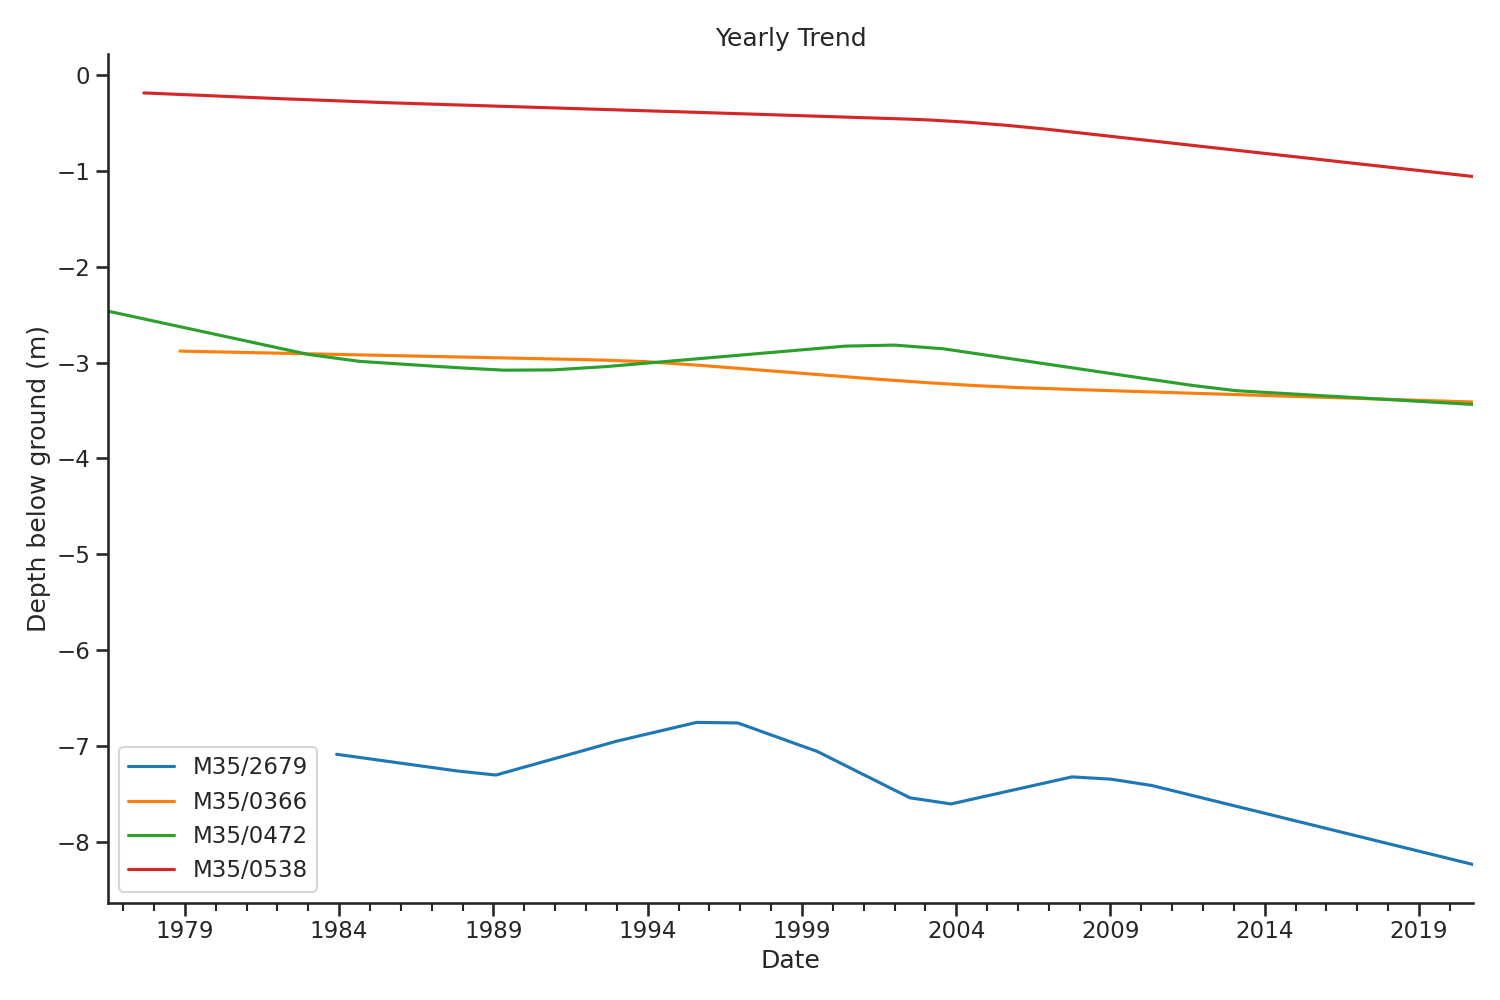 Yearly Trend
Depth below ground (m)
0
−1
−2
−3
−4
−5
−6
−7
−8
M35/2679
M35/0366
M35/0472
M35/0538
1979 1984 1989 1994 1999 2004 2009 2014 2019
Date